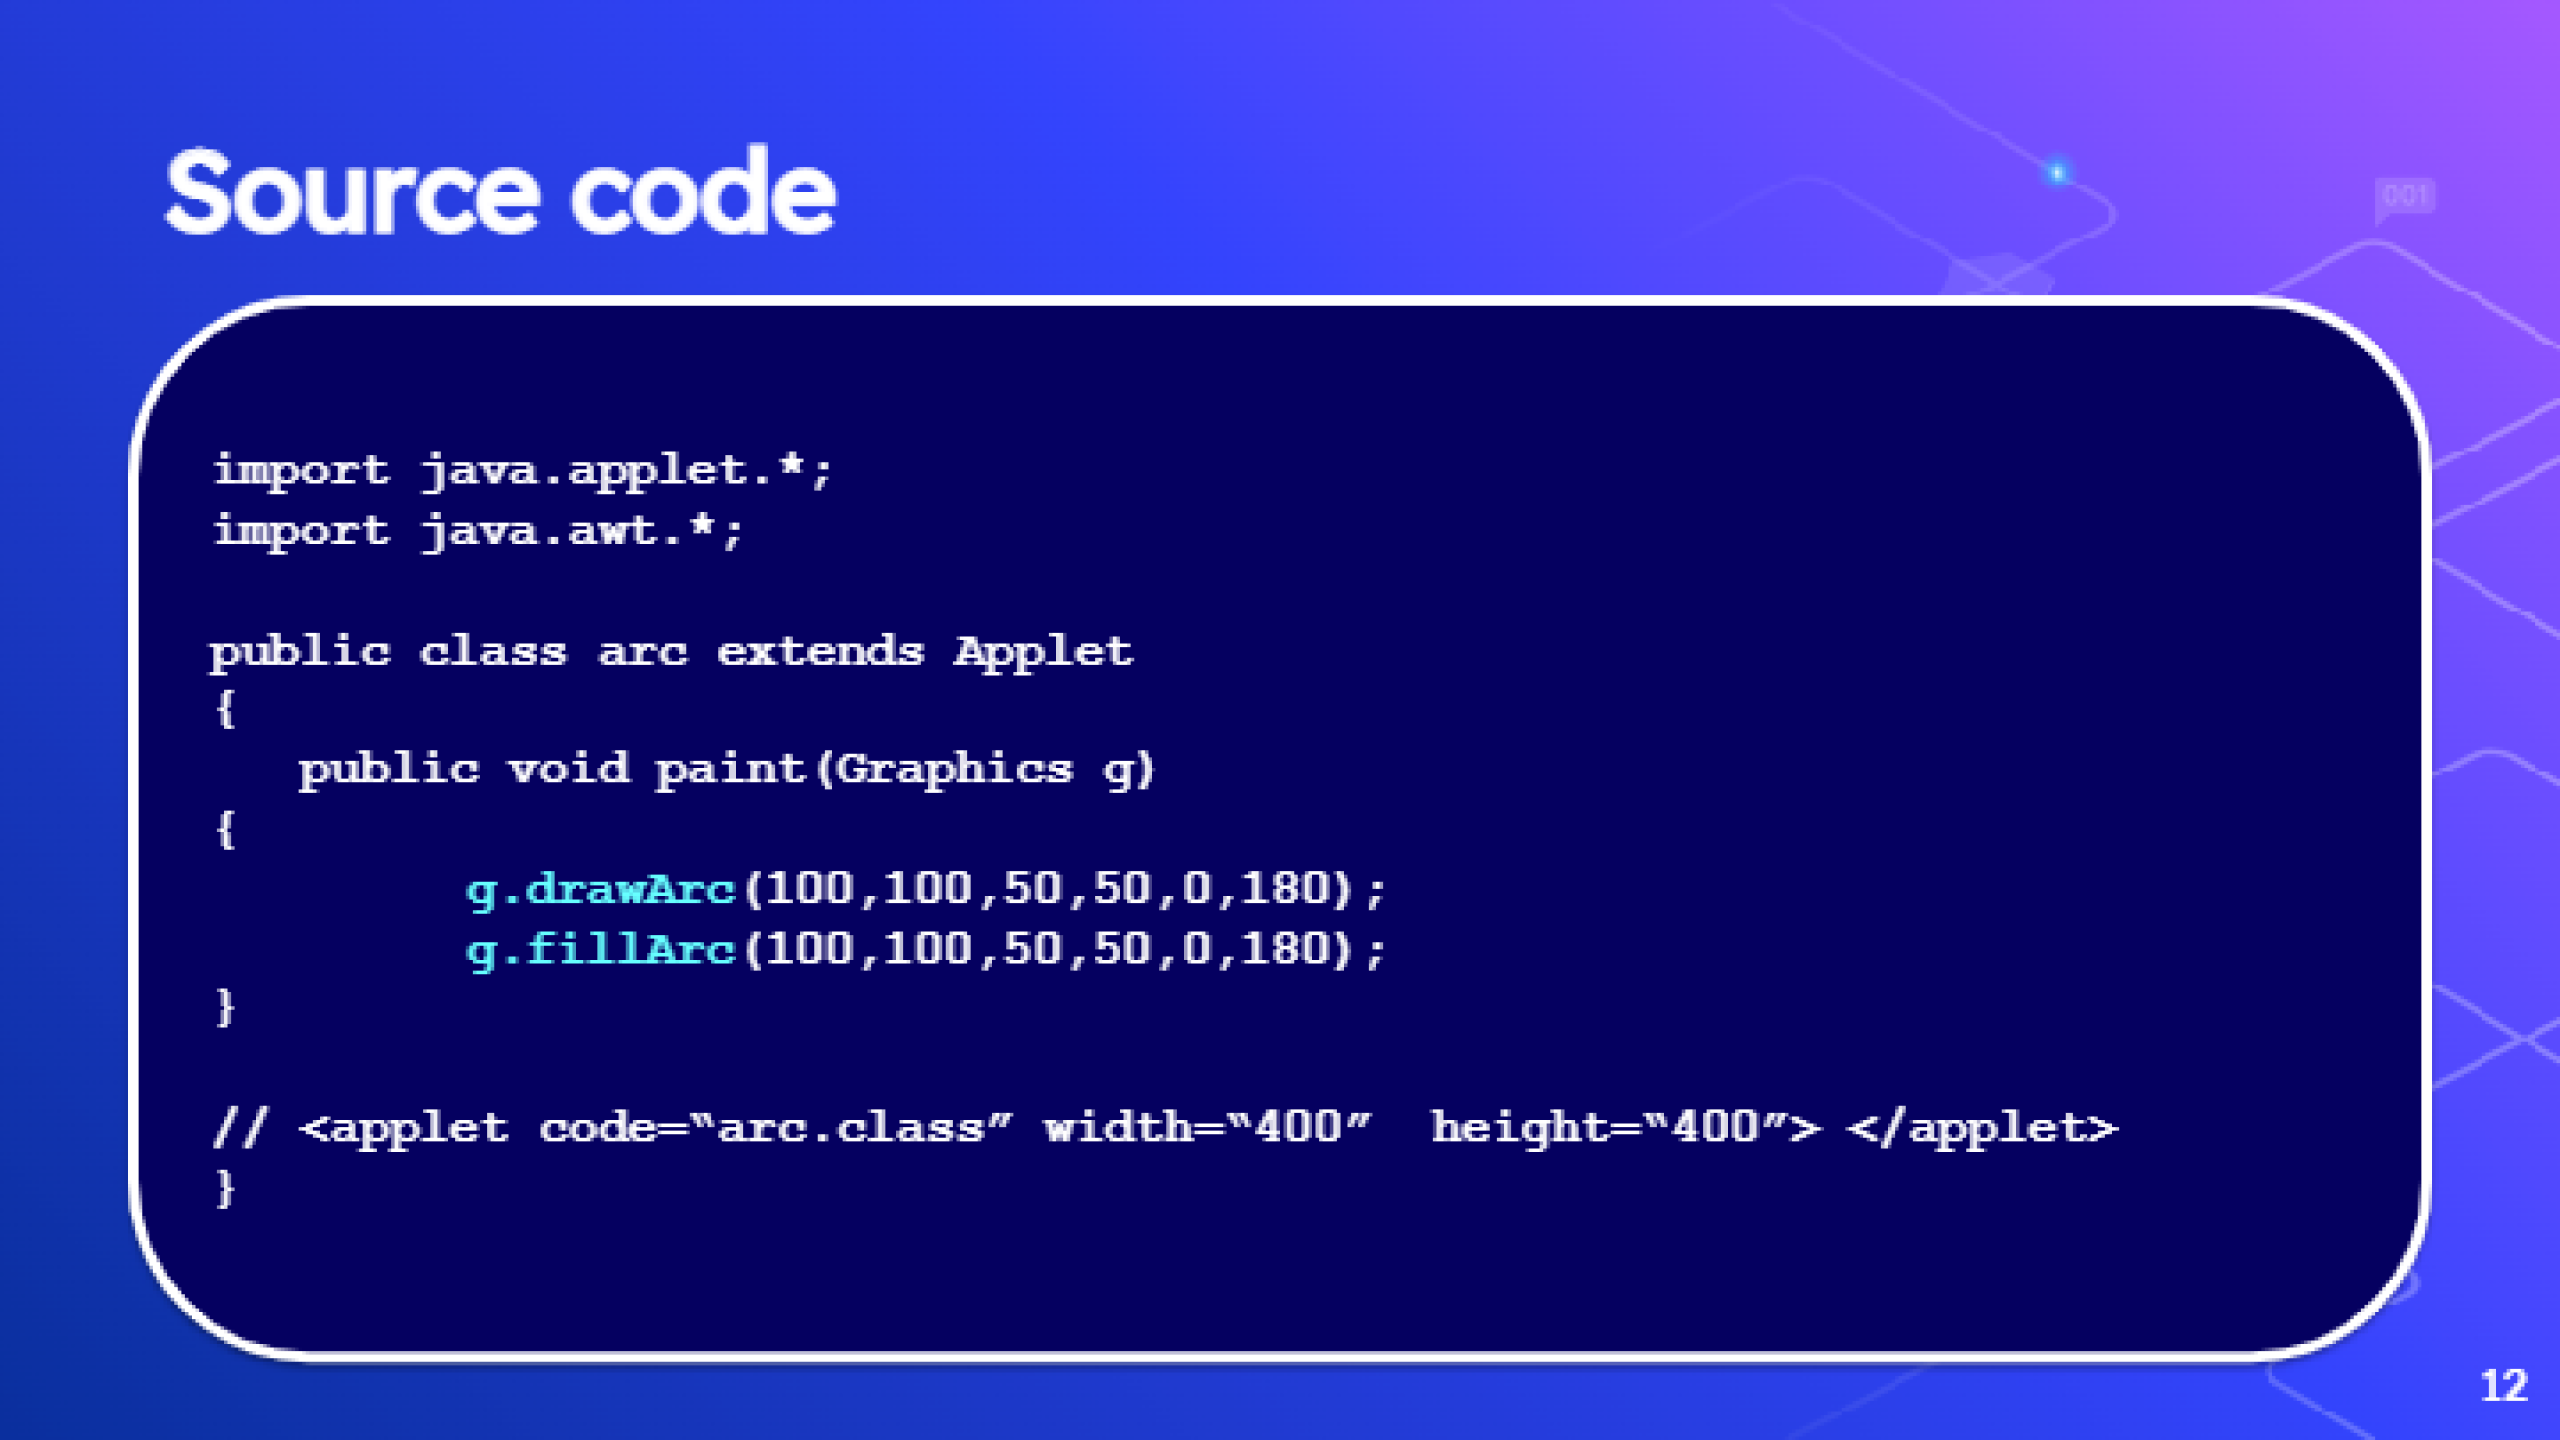 001
Source code
import java.applet.*;
import java.awt.*;
public class arc extends Applet
{
public void paint(Graphics g)
{
g.drawArc(100,100,50,50,0,180);
g.fillArc(100,100,50,50,0,180);
}
// <applet code=“arc.class” width=“400”  height=“400”> </applet>
}
12